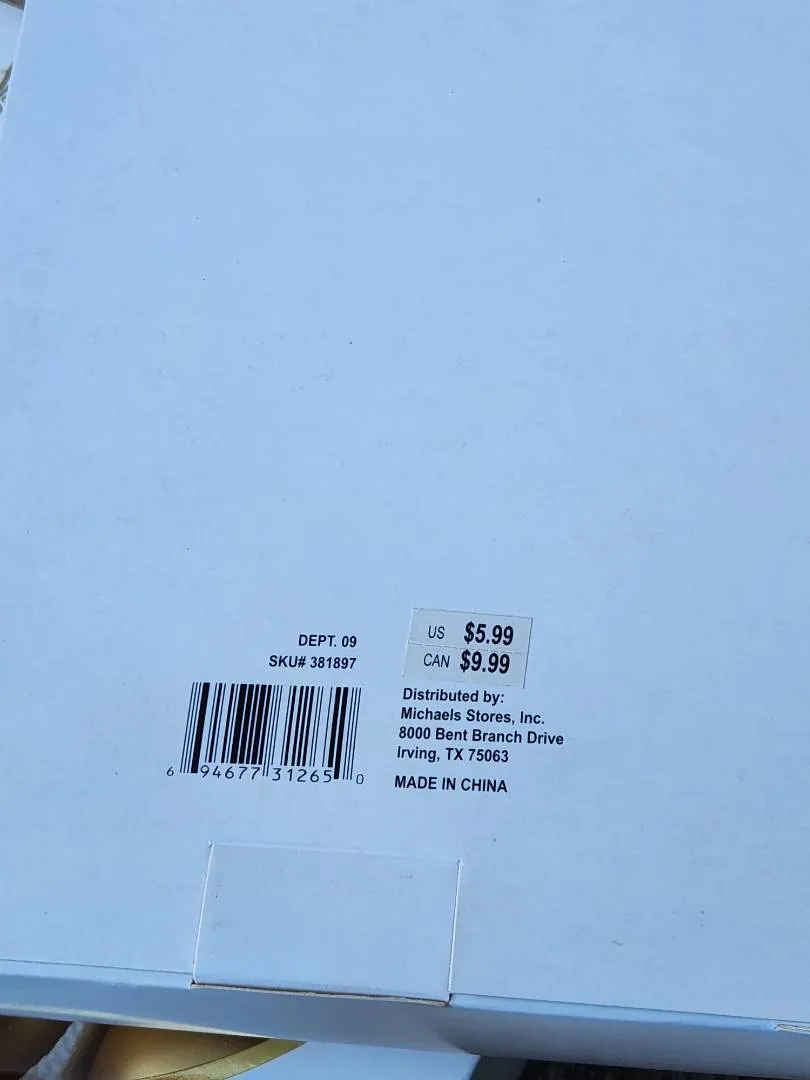 DEPT. 09
SKU# 381897
6 94677 31265 0
US $5.99
CAN $9.99
Distributed by:
Michaels Stores, Inc.
8000 Bent Branch Drive
Irving, TX 75063
MADE IN CHINA